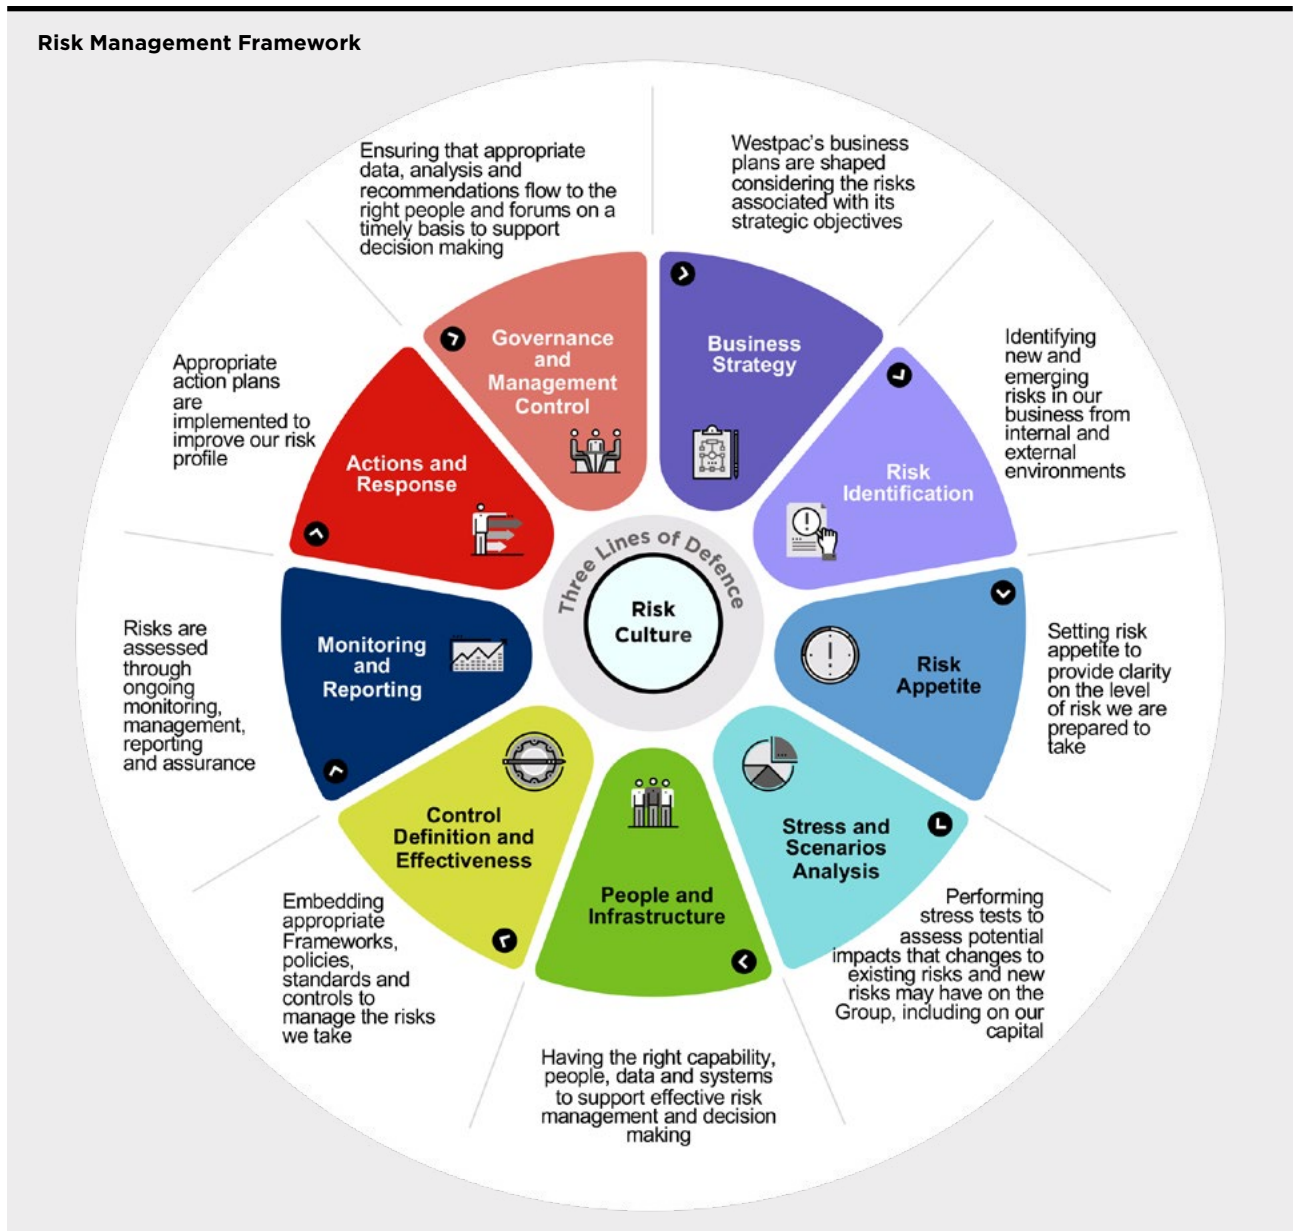 Risk Management Framework
Westpac's business
plans are shaped
considering the risks
associated with its
strategic objectives
Business
Strategy
Identifying
new and
emerging
risks in our
business from
internal and
external
environments
Risk
Identification
Setting risk
appetite to
provide clarity
on the level
of risk we are
prepared to
take
Risk
Appetite
Performing
stress tests to
assess potential
impacts that changes to
existing risks and new
risks may have on the
Group, including on our
capital
Stress and
Scenarios
Analysis
Having the right capability,
people, data and systems
to support effective risk
management and decision
making
People and
Infrastructure
Embedding
appropriate
Frameworks,
policies,
standards and
controls to
manage the risks
we take
Control
Definition and
Effectiveness
Risks are
assessed
through
ongoing
monitoring,
management,
reporting
and assurance
Monitoring
and
Reporting
Appropriate
action plans
are
implemented to
improve our risk
profile
Actions and
Response
Ensuring that appropriate
data, analysis and
recommendations flow to the
right people and forums on a
timely basis to support
decision making
Governance
and
Management
Control
Three Lines of Defence
Risk
Culture